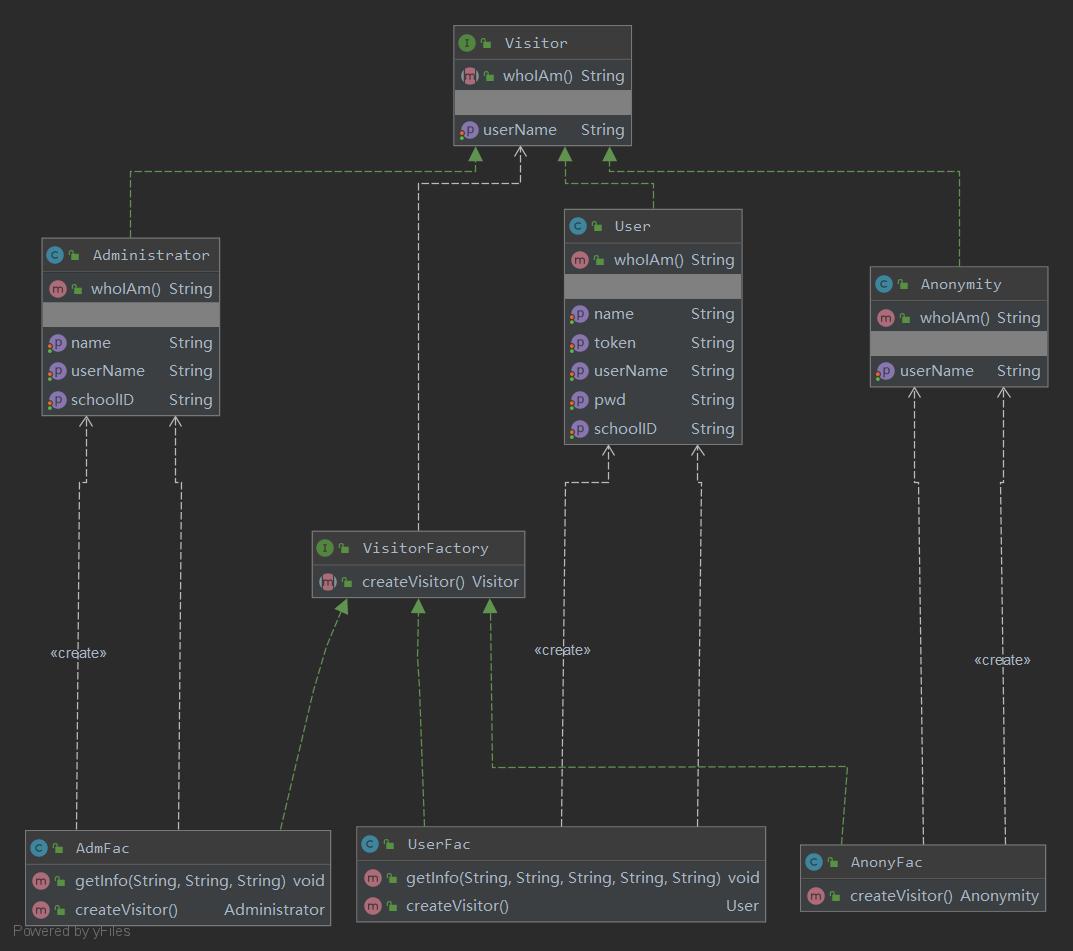 Visitor
whoIAm() String
userName String
Administrator
whoIAm() String
name String
userName String
schoolID String
User
whoIAm() String
name String
token String
userName String
pwd String
schoolID String
Anonymity
whoIAm() String
userName String
VisitorFactory
createVisitor() Visitor
«create»
«create»
«create»
AdmFac
getInfo(String, String, String) void
createVisitor() Administrator
UserFac
getInfo(String, String, String, String, String) void
createVisitor() User
AnonyFac
createVisitor() Anonymity
Powered by yFiles